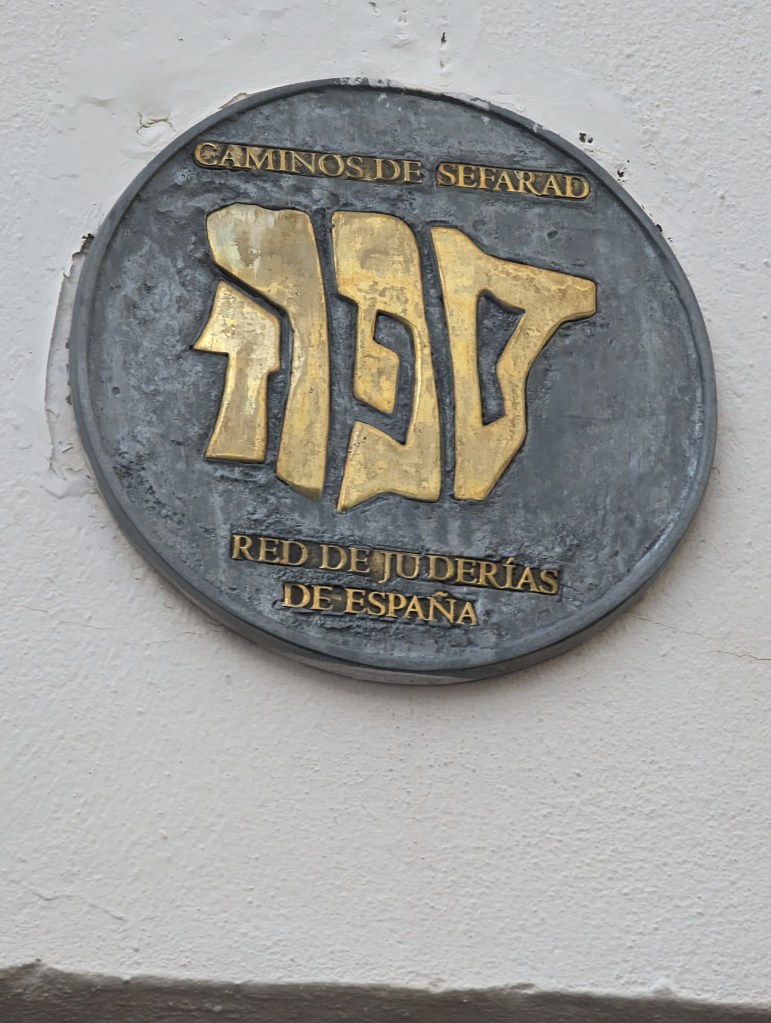 CAMINOS DE SEFARAD
ספרד
RED DE JUDERÍAS
DE ESPAÑA